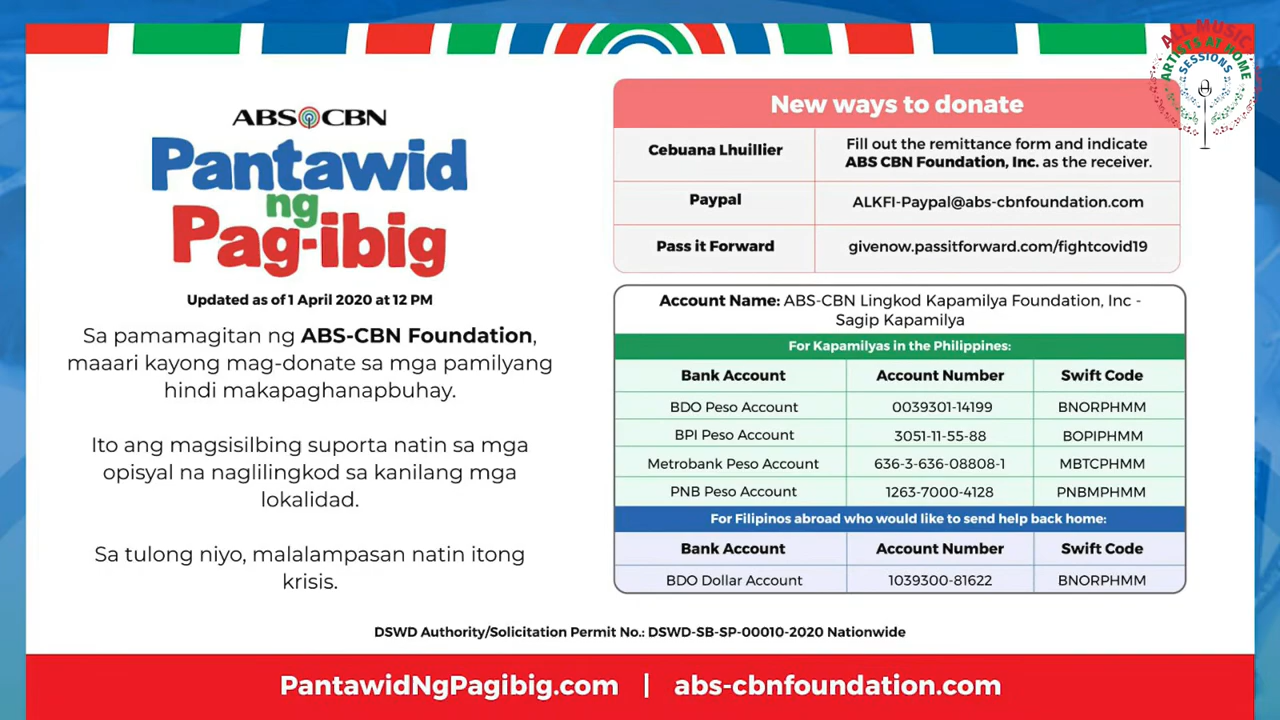 ALL MUSIC
ARTISTS AT HOME
SESSIONS
ABS-CBN
Pantawid
ng
Pag-ibig
Updated as of 1 April 2020 at 12 PM
Sa pamamagitan ng ABS-CBN Foundation,
maaari kayong mag-donate sa mga pamilyang
hindi makapaghanapbuhay.
Ito ang magsisilbing suporta natin sa mga
opisyal na naglilingkod sa kanilang mga
lokalidad.
Sa tulong niyo, malalampasan natin itong
krisis.
New ways to donate
Cebuana Lhuillier
Fill out the remittance form and indicate
ABS CBN Foundation, Inc. as the receiver.
Paypal ALKFI-Paypal@abs-cbnfoundation.com
Pass it Forward givenow.passitforward.com/fightcovid19
Account Name: ABS-CBN Lingkod Kapamilya Foundation, Inc -
Sagip Kapamilya
For Kapamilyas in the Philippines:
Bank Account Account Number Swift Code
BDO Peso Account 0039301-14199 BNORPHMM
BPI Peso Account 3051-11-55-88 BOPIPHMM
Metrobank Peso Account 636-3-636-08808-1 MBTCPHMM
PNB Peso Account 1263-7000-4128 PNBMPHMM
For Filipinos abroad who would like to send help back home:
Bank Account Account Number Swift Code
BDO Dollar Account 1039300-81622 BNORPHMM
DSWD Authority/Solicitation Permit No.: DSWD-SB-SP-00010-2020 Nationwide
PantawidNgPagibig.com | abs-cbnfoundation.com